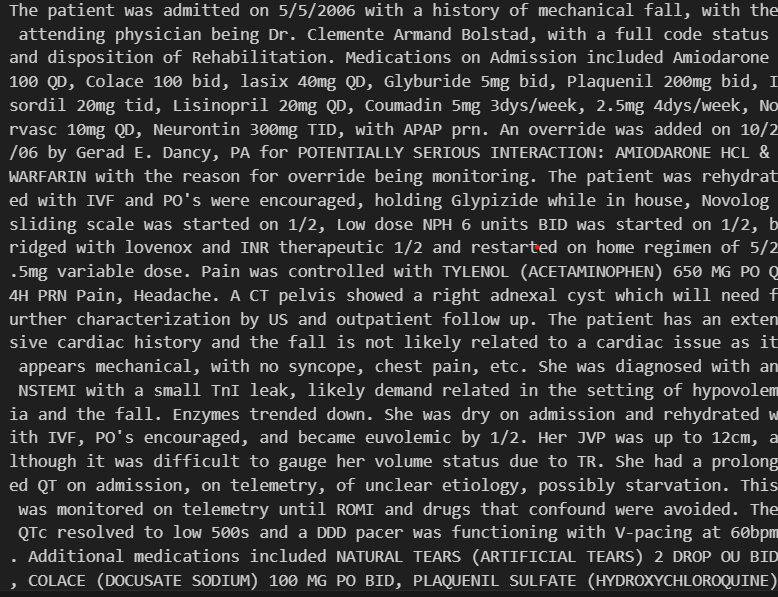 The patient was admitted on 5/5/2006 with a history of mechanical fall, with the
attending physician being Dr. Clemente Armand Bolstad, with a full code status
and disposition of Rehabilitation. Medications on Admission included Amiodarone
100 QD, Colace 100 bid, lasix 40mg QD, Glyburide 5mg bid, Plaquenil 200mg bid, I
sordil 20mg tid, Lisinopril 20mg QD, Coumadin 5mg 3dys/week, 2.5mg 4dys/week, No
rvasc 10mg QD, Neurontin 300mg TID, with APAP prn. An override was added on 10/2
/06 by Gerad E. Dancy, PA for POTENTIALLY SERIOUS INTERACTION: AMIODARONE HCL &
WARFARIN with the reason for override being monitoring. The patient was rehydrat
ed with IVF and PO's were encouraged, holding Glypizide while in house, Novolog
sliding scale was started on 1/2, Low dose NPH 6 units BID was started on 1/2, b
ridged with lovenox and INR therapeutic 1/2 and restarted on home regimen of 5/2
.5mg variable dose. Pain was controlled with TYLENOL (ACETAMINOPHEN) 650 MG PO Q
4H PRN Pain, Headache. A CT pelvis showed a right adnexal cyst which will need f
urther characterization by US and outpatient follow up. The patient has an exten
sive cardiac history and the fall is not likely related to a cardiac issue as it
appears mechanical, with no syncope, chest pain, etc. She was diagnosed with an
NSTEMI with a small TnI leak, likely demand related in the setting of hypovolem
ia and the fall. Enzymes trended down. She was dry on admission and rehydrated w
ith IVF, PO's encouraged, and became euvolemic by 1/2. Her JVP was up to 12cm, a
lthough it was difficult to gauge her volume status due to TR. She had a prolong
ed QT on admission, on telemetry, of unclear etiology, possibly starvation. This
was monitored on telemetry until ROMI and drugs that confound were avoided. The
QTc resolved to low 500s and a DDD pacer was functioning with V-pacing at 60bpm
. Additional medications included NATURAL TEARS (ARTIFICIAL TEARS) 2 DROP OU BID
, COLACE (DOCUSATE SODIUM) 100 MG PO BID, PLAQUENIL SULFATE (HYDROXYCHLOROQUINE)